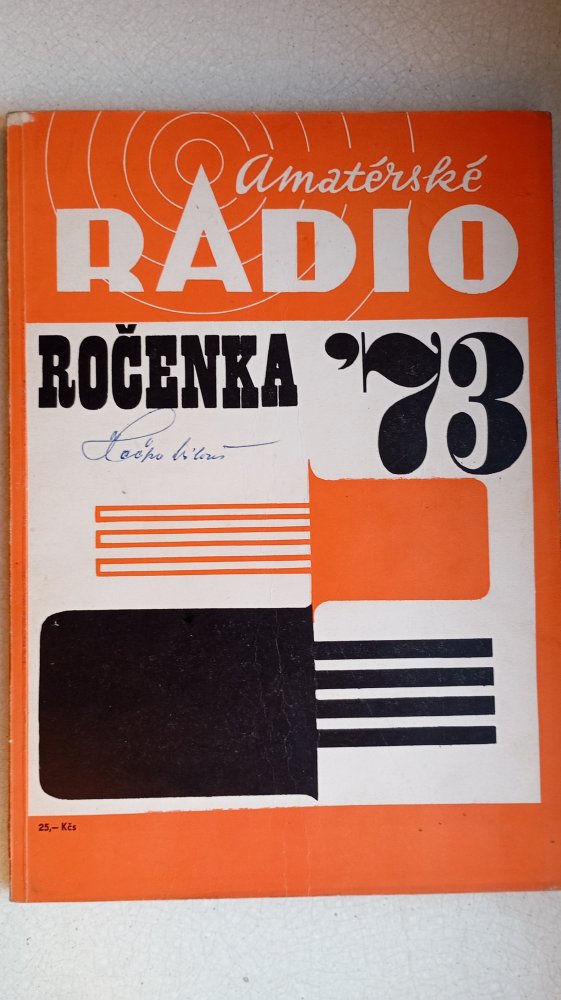 Amatérské
RADIO
ROČENKA '73
25,— Kčs